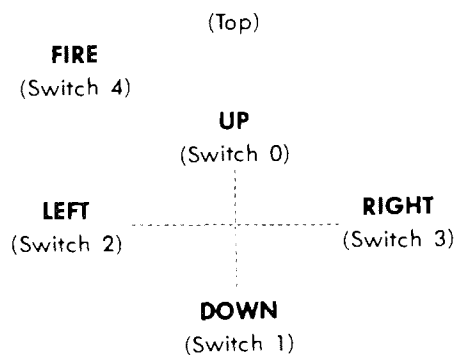 (Top)
FIRE
(Switch 4)
UP
(Switch 0)
LEFT
(Switch 2)
RIGHT
(Switch 3)
DOWN
(Switch 1)